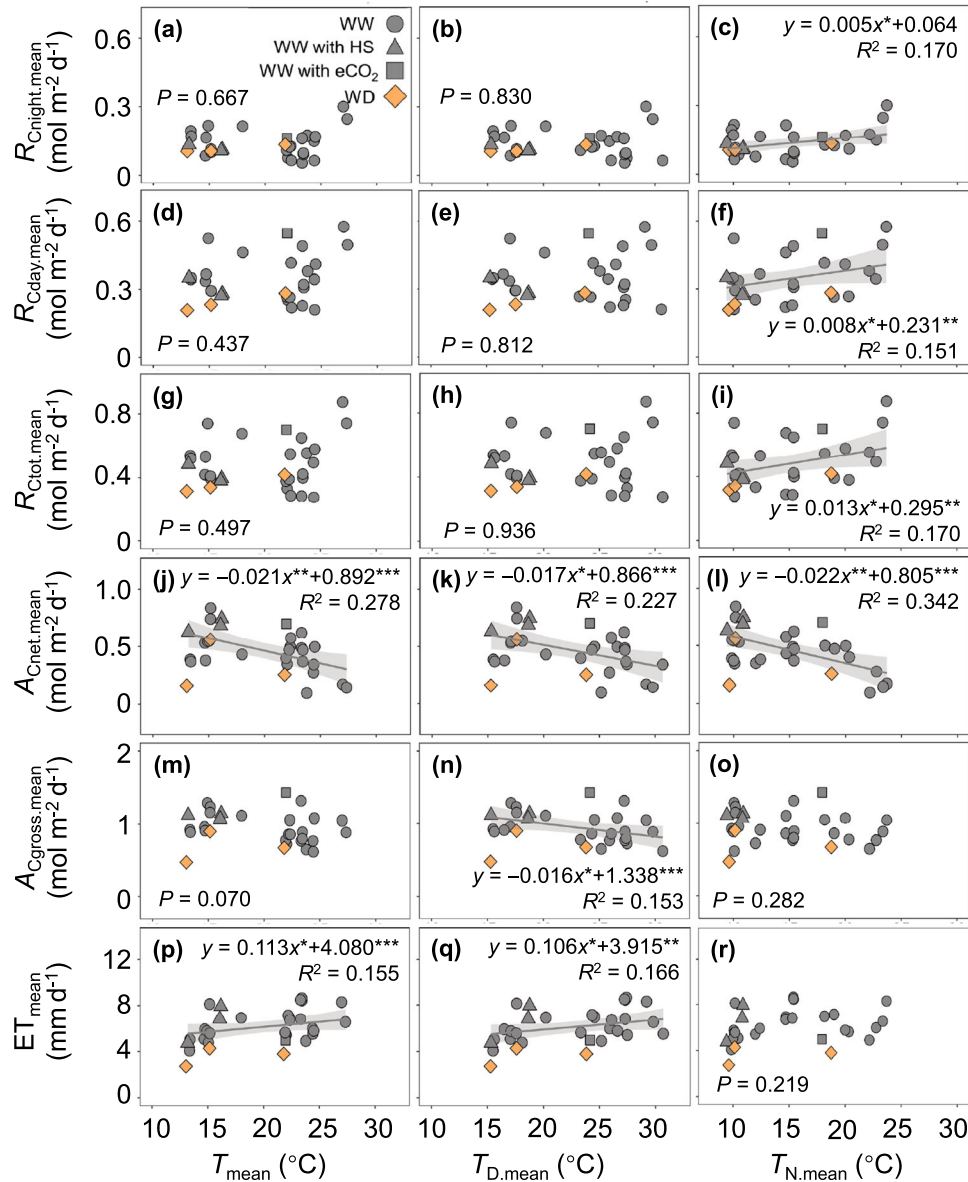 (a)
WW
WW with HS
WW with eCO2
WD
P = 0.667
(b)
P = 0.830
(c)
y = 0.005x*+0.064
R2 = 0.170
RCnight.mean
(mol m-2 d-1)
0.6
0.3
0
(d)
P = 0.437
(e)
P = 0.812
(f)
y = 0.008x*+0.231**
R2 = 0.151
RCday.mean
(mol m-2 d-1)
0.6
0.3
0
(g)
P = 0.497
(h)
P = 0.936
(i)
y = 0.013x*+0.295**
R2 = 0.170
RCtot.mean
(mol m-2 d-1)
0.8
0.4
0
(j)
y = −0.021x**+0.892***
R2 = 0.278
(k)
y = −0.017x*+0.866***
R2 = 0.227
(l)
y = −0.022x**+0.805***
R2 = 0.342
ACnet.mean
(mol m-2 d-1)
1.0
0.5
0
(m)
P = 0.070
(n)
y = −0.016x*+1.338***
R2 = 0.153
(o)
P = 0.282
ACgross.mean
(mol m-2 d-1)
2
1
0
(p)
y = 0.113x*+4.080***
R2 = 0.155
(q)
y = 0.106x*+3.915**
R2 = 0.166
(r)
P = 0.219
ETmean
(mm d-1)
12
8
4
0
10 15 20 25 30
10 15 20 25 30
10 15 20 25 30
Tmean (°C)
TD.mean (°C)
TN.mean (°C)